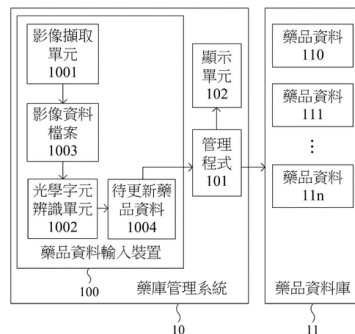 影像擷取
單元
1001
影像資料
檔案
1003
光學字元
辨識單元
1002
待更新藥
品資料
1004
藥品資料輸入裝置
100
顯示
單元
102
管理
程式
101
藥庫管理系統
10
藥品資料
110
藥品資料
111
⋮
藥品資料
11n
藥品資料庫
11